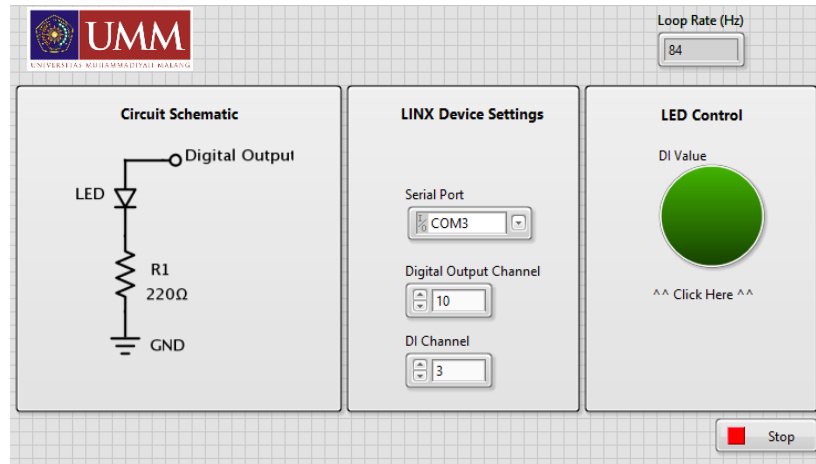 UMM
UNIVERSITAS MUHAMMADIYAH MALANG
Loop Rate (Hz)
84
Circuit Schematic
Digital Output
LED
R1
220Ω
GND
LINX Device Settings
Serial Port
I/O COM3
Digital Output Channel
10
DI Channel
3
LED Control
DI Value
^^ Click Here ^^
Stop